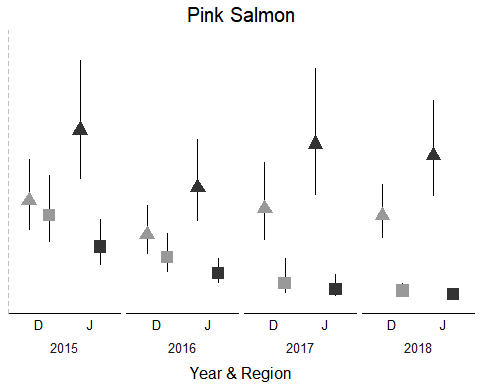 Pink Salmon
D J D J D J D J
2015 2016 2017 2018
Year & Region